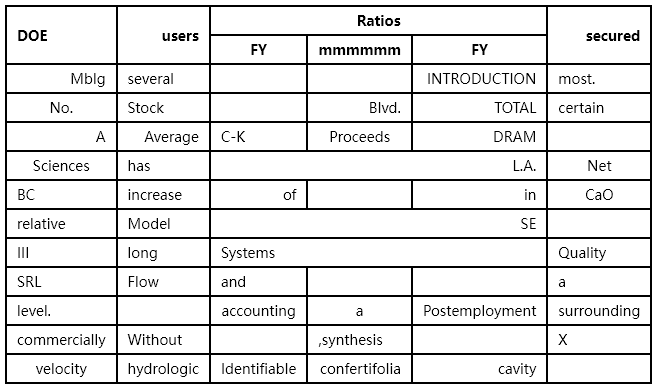 DOE users Ratios secured
FY mmmmmm FY
Mblg several INTRODUCTION most.
No. Stock Blvd. TOTAL certain
A Average C-K Proceeds DRAM
Sciences has L.A. Net
BC increase of in CaO
relative Model SE
III long Systems Quality
SRL Flow and a
level. accounting a Postemployment surrounding
commercially Without ,synthesis X
velocity hydrologic Identifiable confertifolia cavity